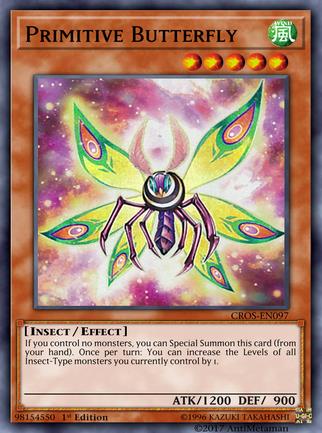 PRIMITIVE BUTTERFLY
WIND
風
CROS-EN097
[INSECT / EFFECT]
If you control no monsters, you can Special Summon this card (from
your hand). Once per turn: You can increase the Levels of all
Insect-Type monsters you currently control by 1.
ATK/1200 DEF/ 900
98154550 1st Edition
©1996 KAZUKI TAKAHASHI
©2017 AntiMetaman